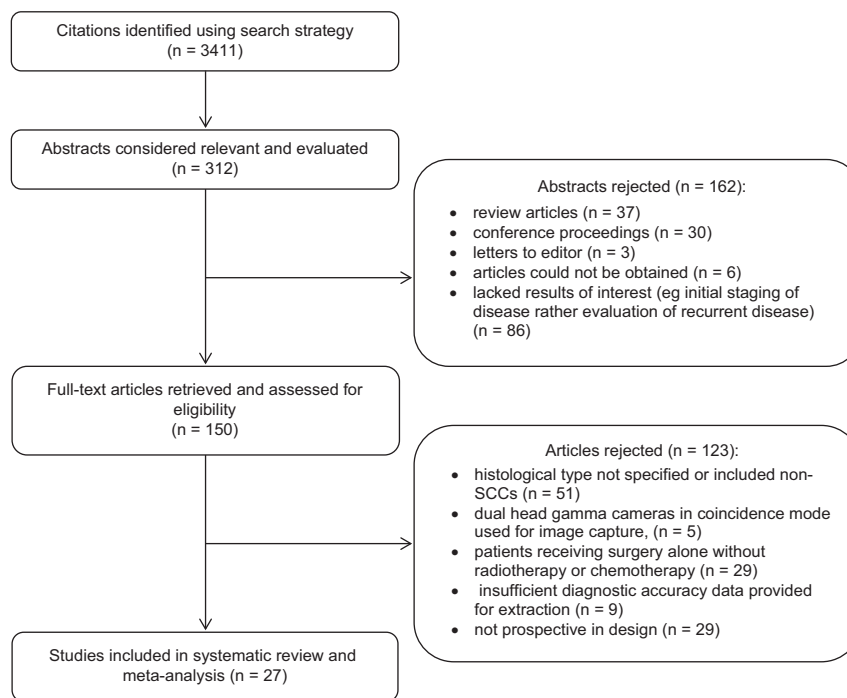 Citations identified using search strategy
(n = 3411)
Abstracts considered relevant and evaluated
(n = 312)
Abstracts rejected (n = 162):
• review articles (n = 37)
• conference proceedings (n = 30)
• letters to editor (n = 3)
• articles could not be obtained (n = 6)
• lacked results of interest (eg initial staging of
disease rather evaluation of recurrent disease)
(n = 86)
Full-text articles retrieved and assessed for
eligibility
(n = 150)
Articles rejected (n = 123):
• histological type not specified or included non-
SCCs (n = 51)
• dual head gamma cameras in coincidence mode
used for image capture, (n = 5)
• patients receiving surgery alone without
radiotherapy or chemotherapy (n = 29)
• insufficient diagnostic accuracy data provided
for extraction (n = 9)
• not prospective in design (n = 29)
Studies included in systematic review and
meta-analysis (n = 27)